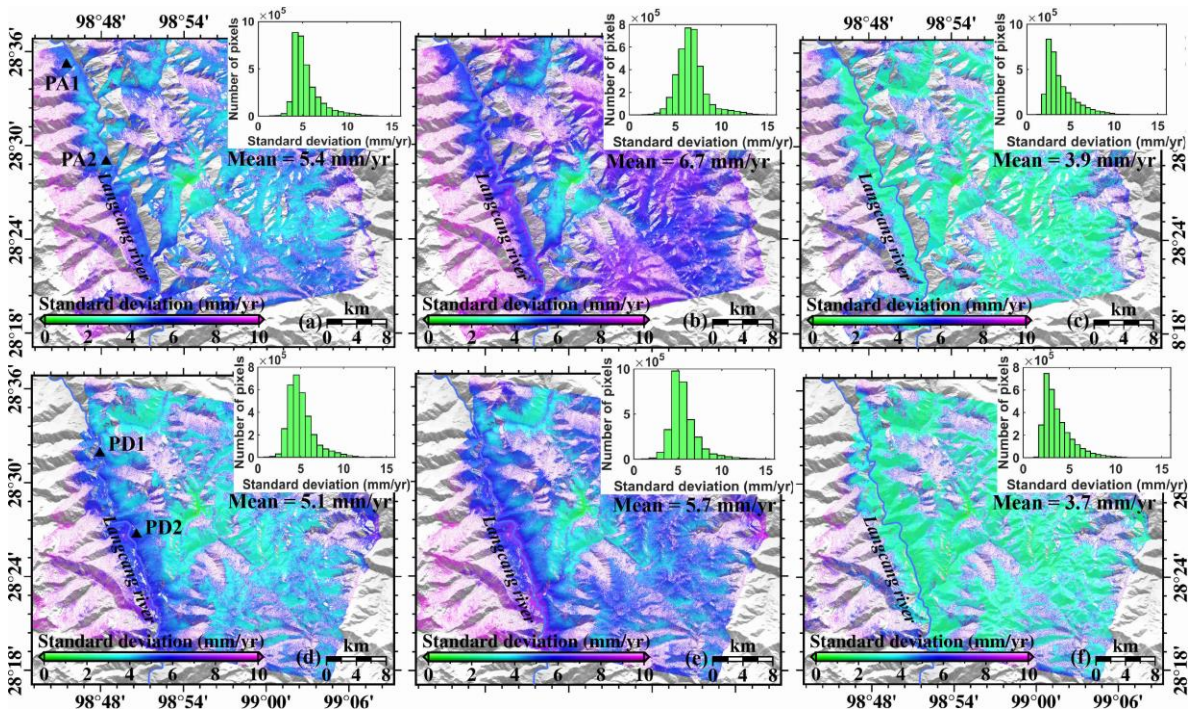 98°48' 98°54' 98°48' 98°54'
28°36'
28°30'
28°24'
28°18'
×10⁵
10
5
0
0 5 10 15
Number of pixels
Standard deviation (mm/yr)
Mean = 5.4 mm/yr
PA1
PA2
Langcang river
Standard deviation (mm/yr)
0 2 4 6 8 10
(a)
km
0 4 8
×10⁵
8
6
4
2
0
0 5 10 15
Number of pixels
Standard deviation (mm/yr)
Mean = 6.7 mm/yr
Langcang river
Standard deviation (mm/yr)
0 2 4 6 8 10
(b)
km
0 4 8
×10⁵
10
5
0
0 5 10 15
Number of pixels
Standard deviation (mm/yr)
Mean = 3.9 mm/yr
Langcang river
Standard deviation (mm/yr)
0 2 4 6 8 10
(c)
km
0 4 8
28
28°24'
8°18'
28°36'
28°30'
28°24'
28°18'
×10⁵
8
6
4
2
0
0 5 10 15
Number of pixels
Standard deviation (mm/yr)
Mean = 5.1 mm/yr
PD1
PD2
Langcang river
Standard deviation (mm/yr)
0 2 4 6 8 10
(d)
km
0 4 8
×10⁵
10
5
0
0 5 10 15
Number of pixels
Standard deviation (mm/yr)
Mean = 5.7 mm/yr
Langcang river
Standard deviation (mm/yr)
0 2 4 6 8 10
(e)
km
0 4 8
×10⁵
8
6
4
2
0
0 5 10 15
Number of pixels
Standard deviation (mm/yr)
Mean = 3.7 mm/yr
Langcang river
Standard deviation (mm/yr)
0 2 4 6 8 10
(f)
km
0 4 8
28
28°24'
28°18'
98°48' 98°54' 99°00' 99°06' 98°48' 98°54' 99°00' 99°06'